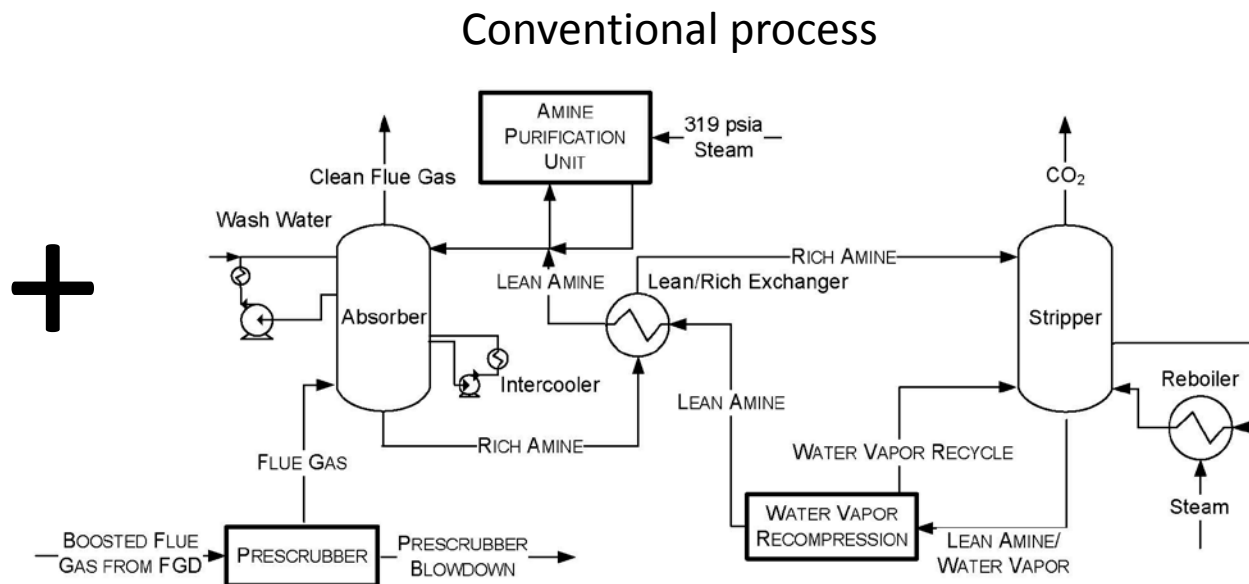 Conventional process
AMINE
PURIFICATION
UNIT
319 psia
Steam
Clean Flue Gas
CO2
Wash Water
RICH AMINE
LEAN AMINE
Lean/Rich Exchanger
Absorber
Stripper
Intercooler
Reboiler
LEAN AMINE
RICH AMINE
FLUE GAS
WATER VAPOR RECYCLE
Steam
BOOSTED FLUE
GAS FROM FGD
PRESCRUBBER
PRESCRUBBER
BLOWDOWN
WATER VAPOR
RECOMPRESSION
LEAN AMINE/
WATER VAPOR